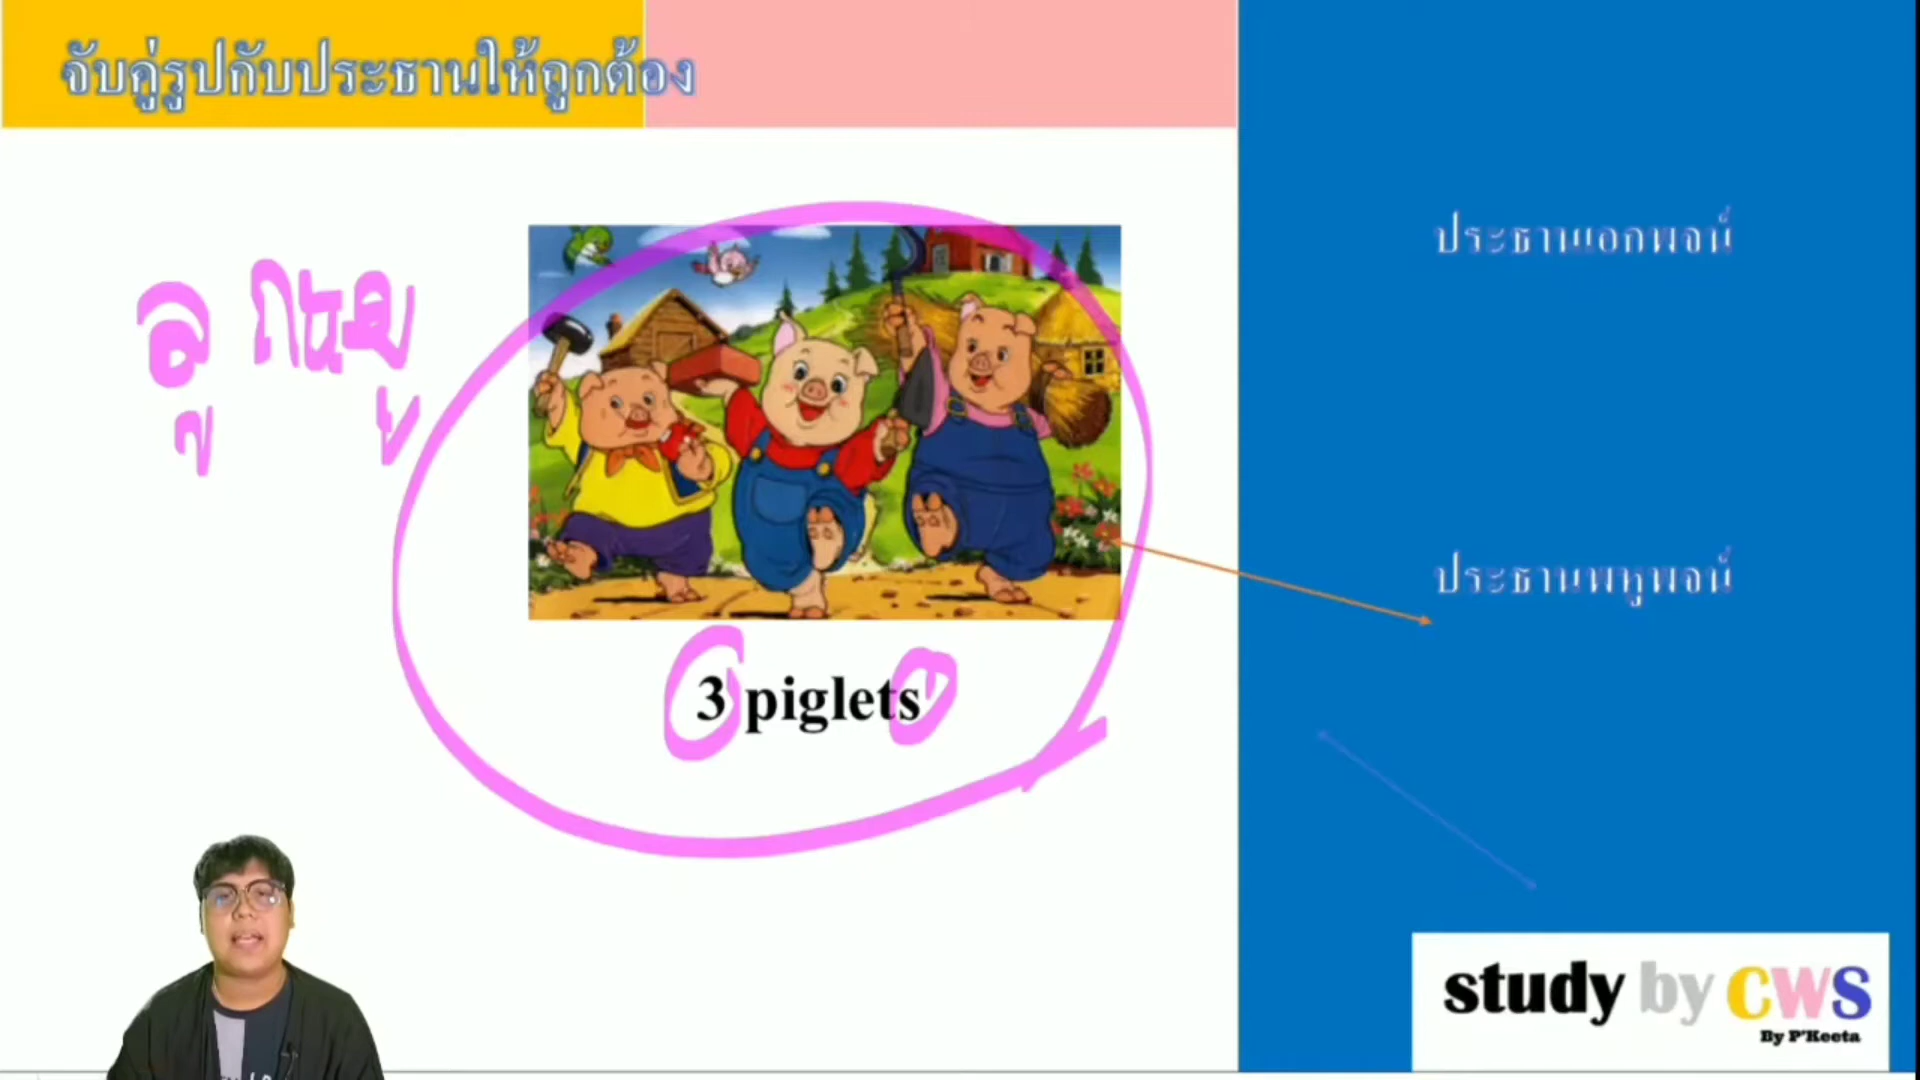 จับคู่รูปกับประธานให้ถูกต้อง
ประธานเอกพจน์
ลูกหมู
ประธานพหูพจน์
3 piglets
study by CWS
By P'Keeta